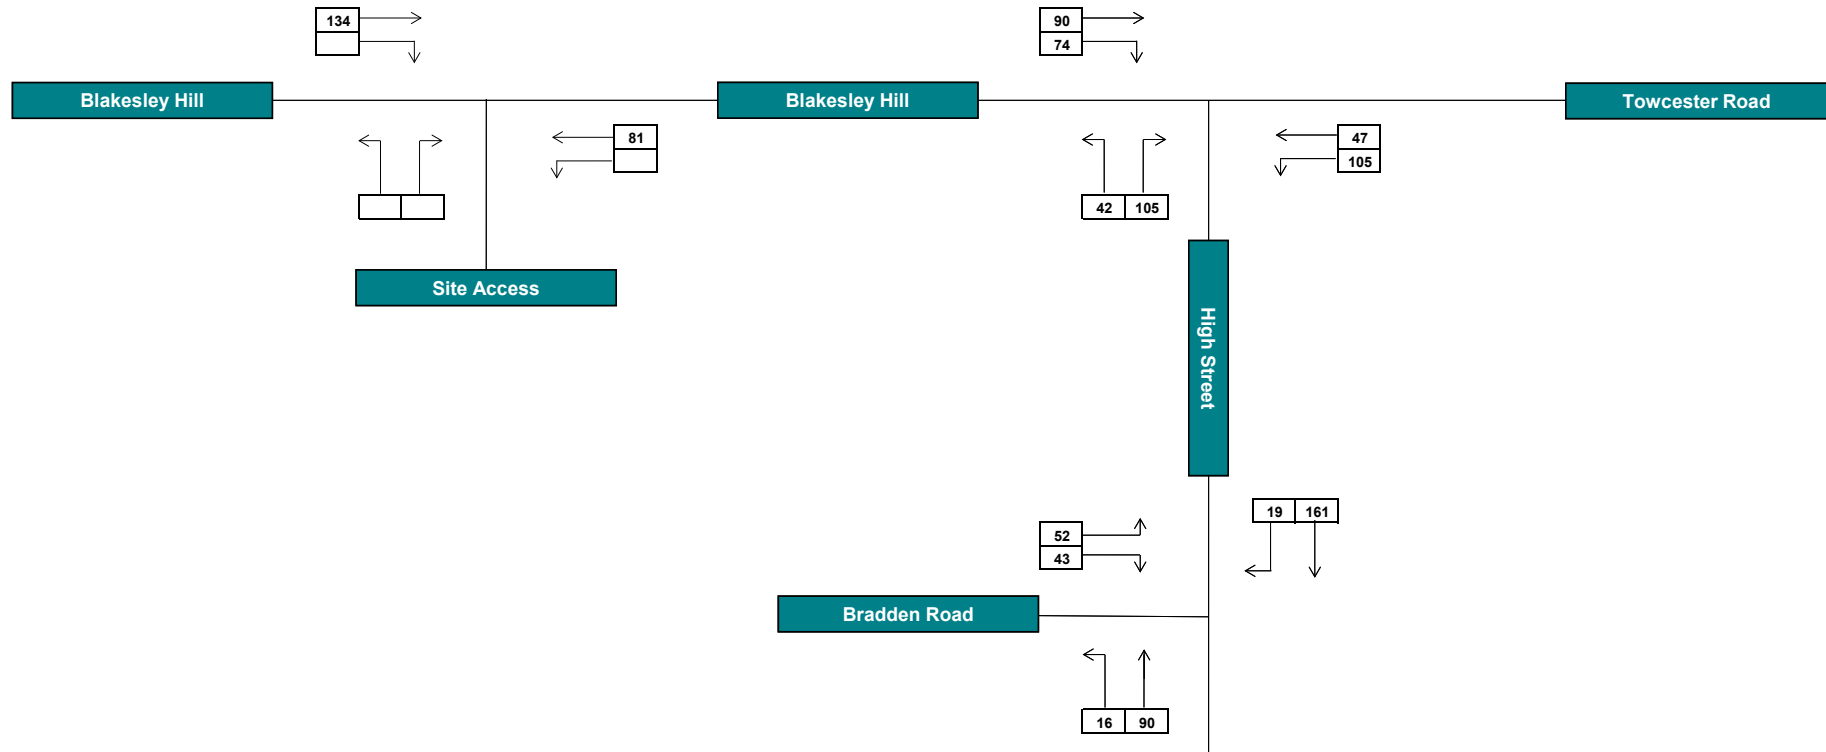 134
90
74
Blakesley Hill
Blakesley Hill
Towcester Road
81
47
105
42 105
Site Access
High Street
19 161
52
43
Bradden Road
16 90